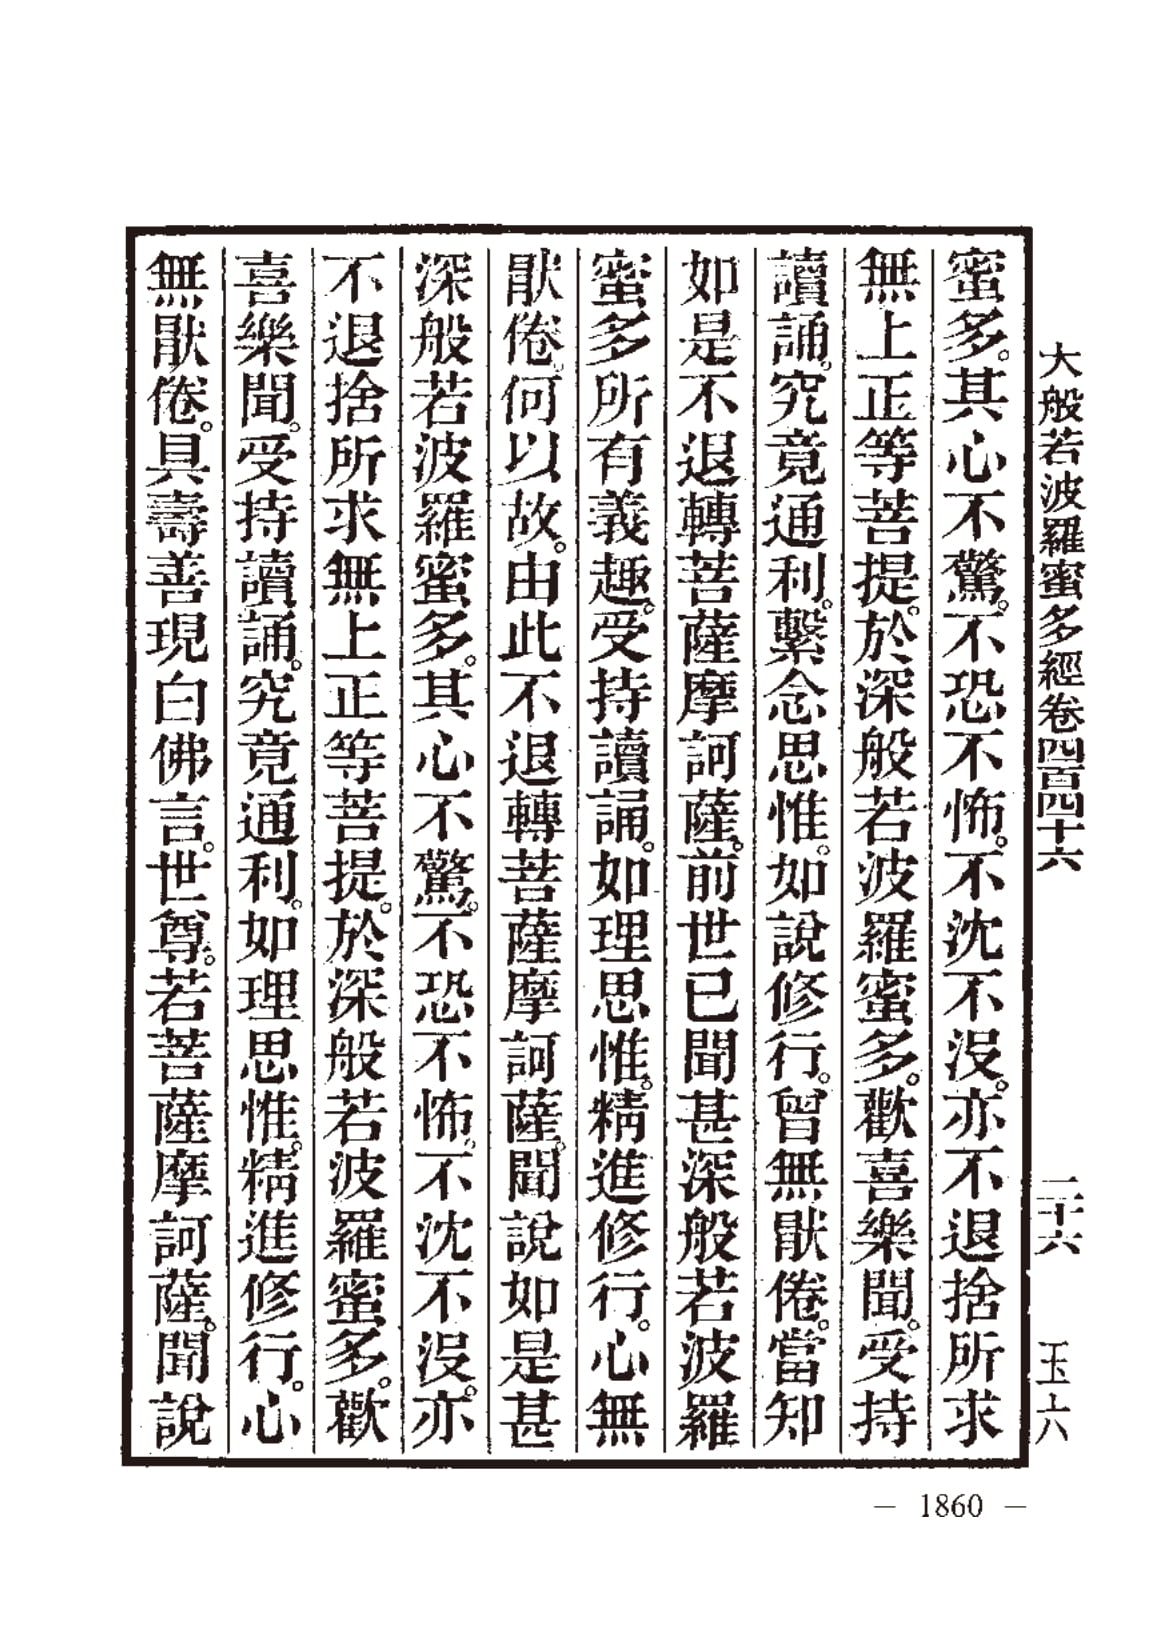 大般若波羅蜜多經卷四百四十六　二十六　玉六
蜜多。其心不驚。不恐不怖。不沈不沒。亦不退捨所求
無上正等菩提。於深般若波羅蜜多。歡喜樂聞。受持
讀誦。究竟通利。繫念思惟。如說修行。曾無猒倦。當知
如是不退轉菩薩摩訶薩。前世已聞甚深般若波羅
蜜多所有義趣。受持讀誦。如理思惟。精進修行。心無
猒倦。何以故。由此不退轉菩薩摩訶薩。聞說如是甚
深般若波羅蜜多。其心不驚。不恐不怖。不沈不沒。亦
不退捨所求無上正等菩提。於深般若波羅蜜多。歡
喜樂聞。受持讀誦。究竟通利。如理思惟。精進修行。心
無猒倦。具壽善現白佛言。世尊。若菩薩摩訶薩。聞說
— 1860 —